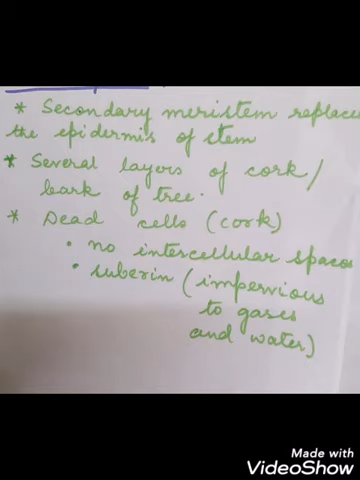 * Secondary meristem replaces
the epidermis of stem
* Several layers of cork/
bark of tree.
* Dead cells (cork)
• no intercellular spaces
• suberin (impervious
to gases
and water)
Made with
VideoShow